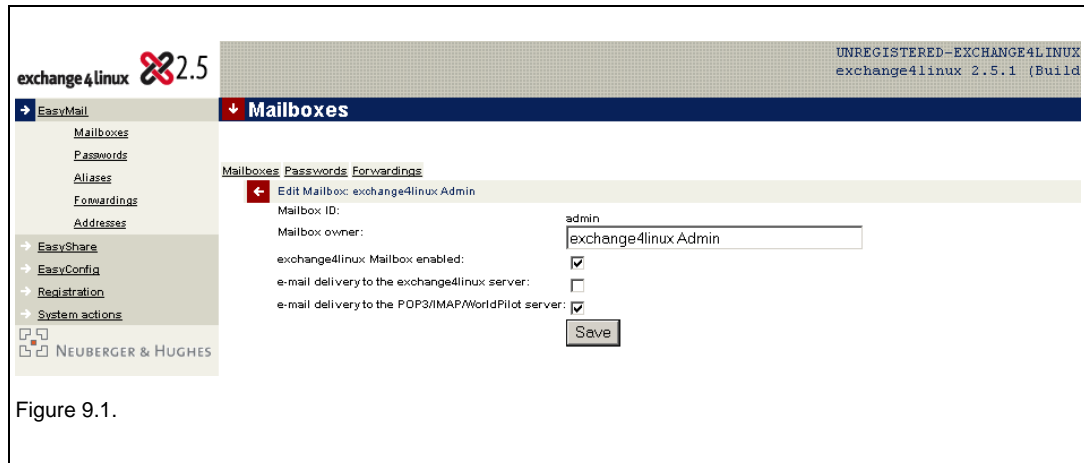 exchange4linux 2.5
UNREGISTERED-EXCHANGE4LINUX
exchange4linux 2.5.1 (Build
EasyMail
Mailboxes
Passwords
Aliases
Forwardings
Addresses
EasyShare
EasyConfig
Registration
System actions
NEUBERGER & HUGHES
Mailboxes
Mailboxes Passwords Forwardings
Edit Mailbox: exchange4linux Admin
Mailbox ID: admin
Mailbox owner: exchange4linux Admin
exchange4linux Mailbox enabled:
e-mail delivery to the exchange4linux server:
e-mail delivery to the POP3/IMAP/WorldPilot server:
Save
Figure 9.1.